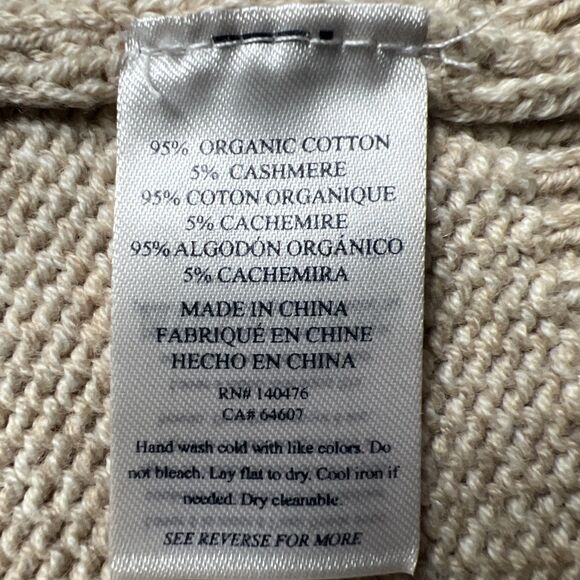 95% ORGANIC COTTON
5% CASHMERE
95% COTON ORGANIQUE
5% CACHEMIRE
95% ALGODÓN ORGÁNICO
5% CACHEMIRA
MADE IN CHINA
FABRIQUÉ EN CHINE
HECHO EN CHINA
RN# 140476
CA# 64607
Hand wash cold with like colors. Do
not bleach. Lay flat to dry. Cool iron if
needed. Dry cleanable.
SEE REVERSE FOR MORE